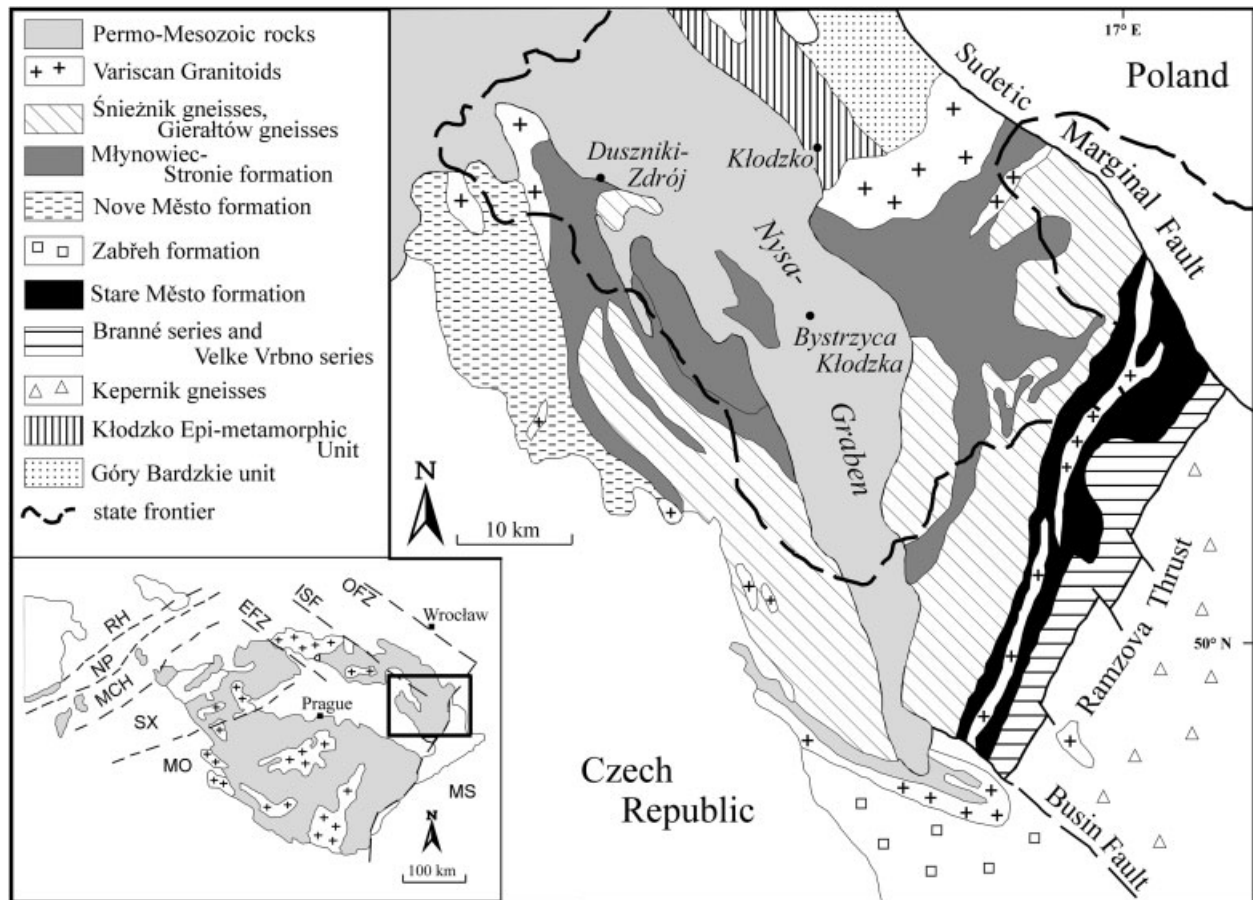 Permo-Mesozoic rocks
Variscan Granitoids
Śnieżnik gneisses,
Gierałtów gneisses
Młynowiec-
Stronie formation
Nove Město formation
Zabřeh formation
Stare Město formation
Branné series and
Velke Vrbno series
Kepernik gneisses
Kłodzko Epi-metamorphic
Unit
Góry Bardzkie unit
state frontier
17° E
Poland
Sudetic
Marginal Fault
Duszniki-
Zdrój
Kłodzko
Nysa-
Bystrzyca
Kłodzka
Graben
N
10 km
Ramzova Thrust
50° N
Czech
Republic
Busin Fault
RH
NP
MCH
SX
MO
EFZ
ISF
OFZ
Wrocław
Prague
MS
N
100 km